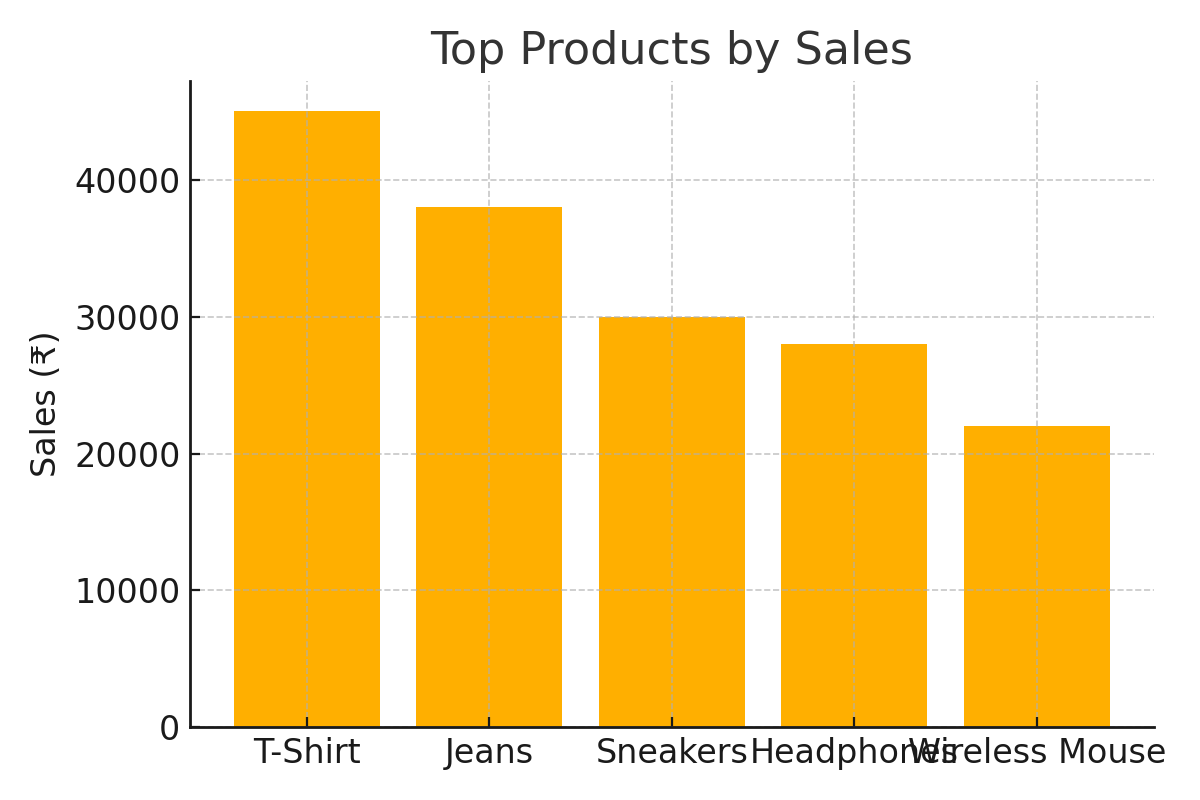 Top Products by Sales
Sales (₹)
40000
30000
20000
10000
0
T-Shirt Jeans Sneakers Headphones Wireless Mouse